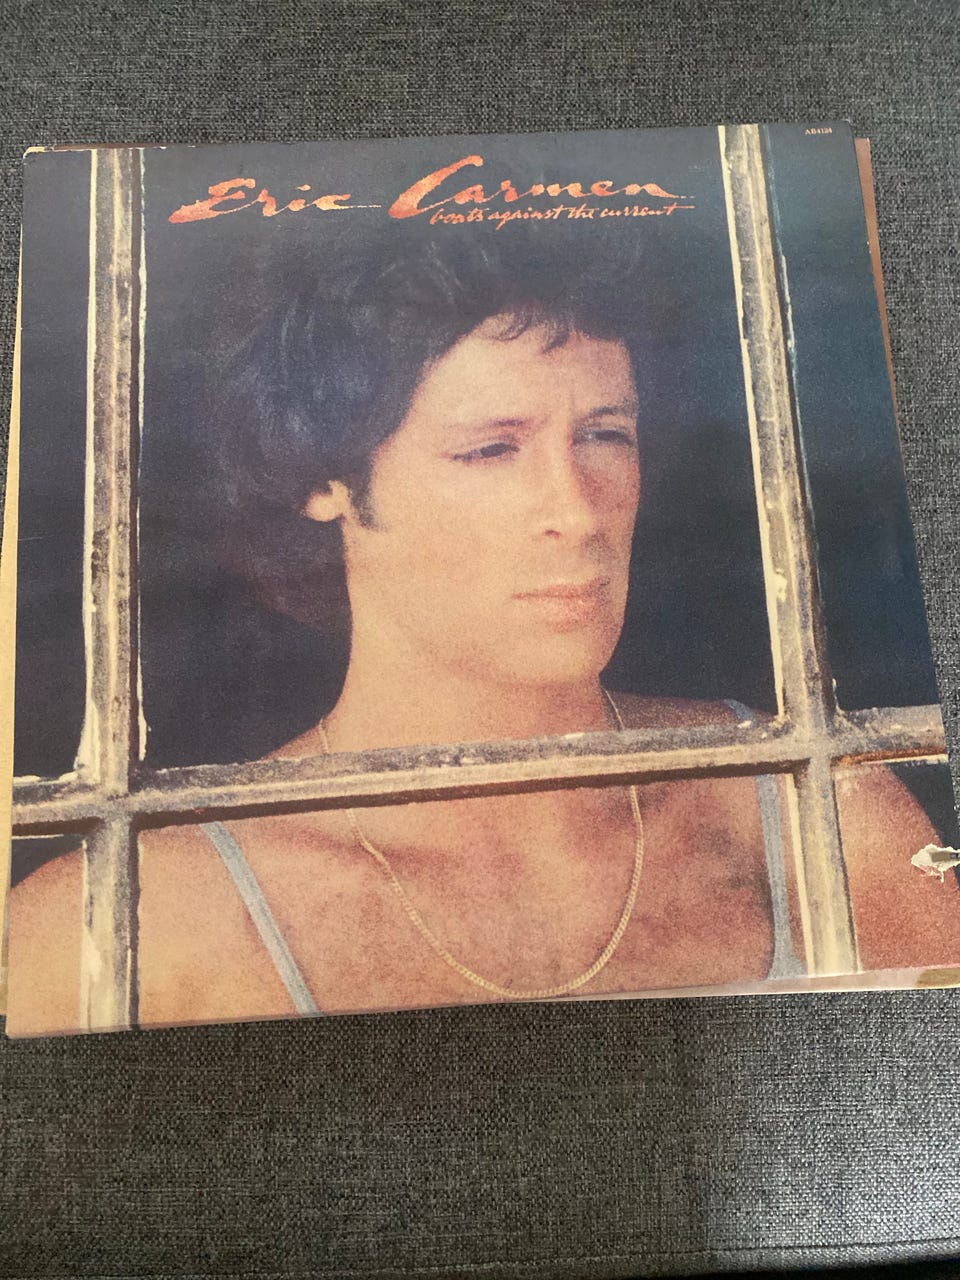 AB4124
Eric Carmen
boats against the current